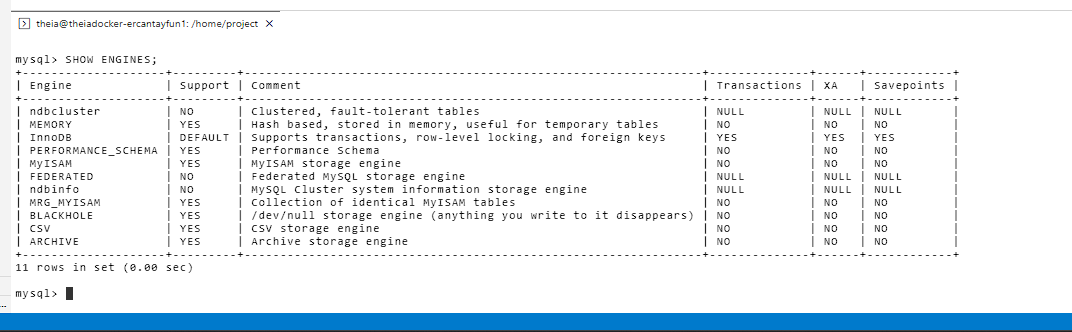 theia@theiadocker-ercantayfun1: /home/project ×
mysql> SHOW ENGINES;
+--------------------+---------+----------------------------------------------------------------+--------------+------+------------+
| Engine | Support | Comment | Transactions | XA | Savepoints |
+--------------------+---------+----------------------------------------------------------------+--------------+------+------------+
| ndbcluster | NO | Clustered, fault-tolerant tables | NULL | NULL | NULL |
| MEMORY | YES | Hash based, stored in memory, useful for temporary tables | NO | NO | NO |
| InnoDB | DEFAULT | Supports transactions, row-level locking, and foreign keys | YES | YES | YES |
| PERFORMANCE_SCHEMA | YES | Performance Schema | NO | NO | NO |
| MyISAM | YES | MyISAM storage engine | NO | NO | NO |
| FEDERATED | NO | Federated MySQL storage engine | NULL | NULL | NULL |
| ndbinfo | NO | MySQL Cluster system information storage engine | NULL | NULL | NULL |
| MRG_MYISAM | YES | Collection of identical MyISAM tables | NO | NO | NO |
| BLACKHOLE | YES | /dev/null storage engine (anything you write to it disappears) | NO | NO | NO |
| CSV | YES | CSV storage engine | NO | NO | NO |
| ARCHIVE | YES | Archive storage engine | NO | NO | NO |
+--------------------+---------+----------------------------------------------------------------+--------------+------+------------+
11 rows in set (0.00 sec)
mysql>